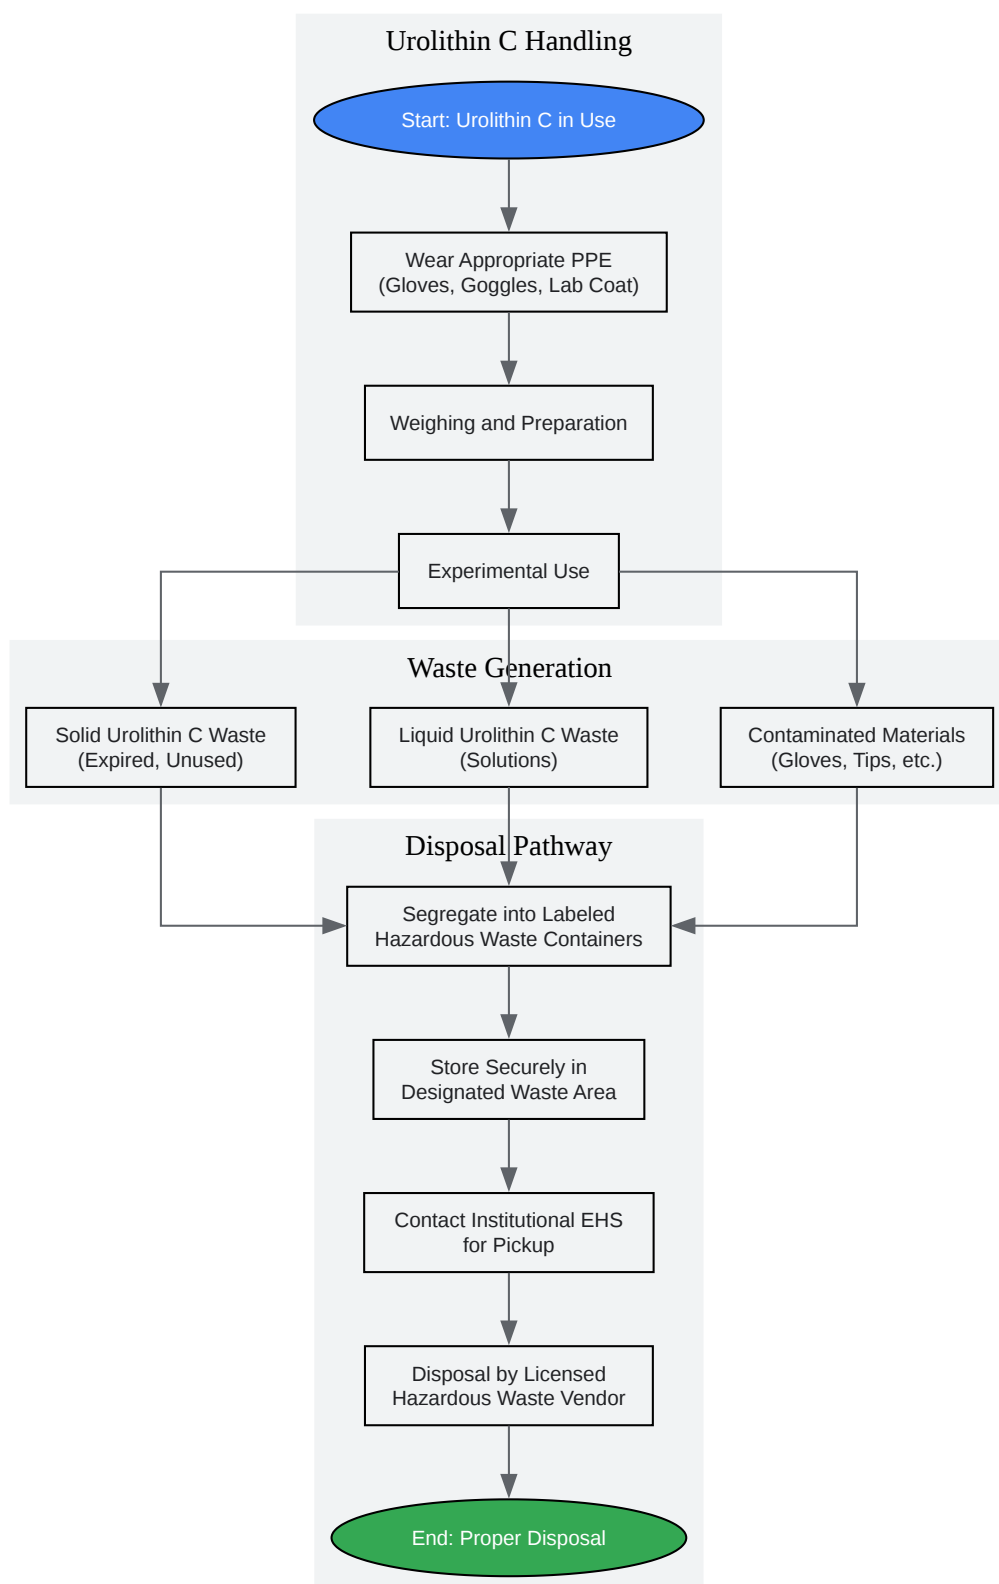 Urolithin C Handling
Start: Urolithin C in Use
Wear Appropriate PPE
(Gloves, Goggles, Lab Coat)
Weighing and Preparation
Experimental Use
Waste Generation
Solid Urolithin C Waste
(Expired, Unused)
Liquid Urolithin C Waste
(Solutions)
Contaminated Materials
(Gloves, Tips, etc.)
Disposal Pathway
Segregate into Labeled
Hazardous Waste Containers
Store Securely in
Designated Waste Area
Contact Institutional EHS
for Pickup
Disposal by Licensed
Hazardous Waste Vendor
End: Proper Disposal